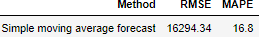 Method RMSE MAPE
Simple moving average forecast 16294.34 16.8